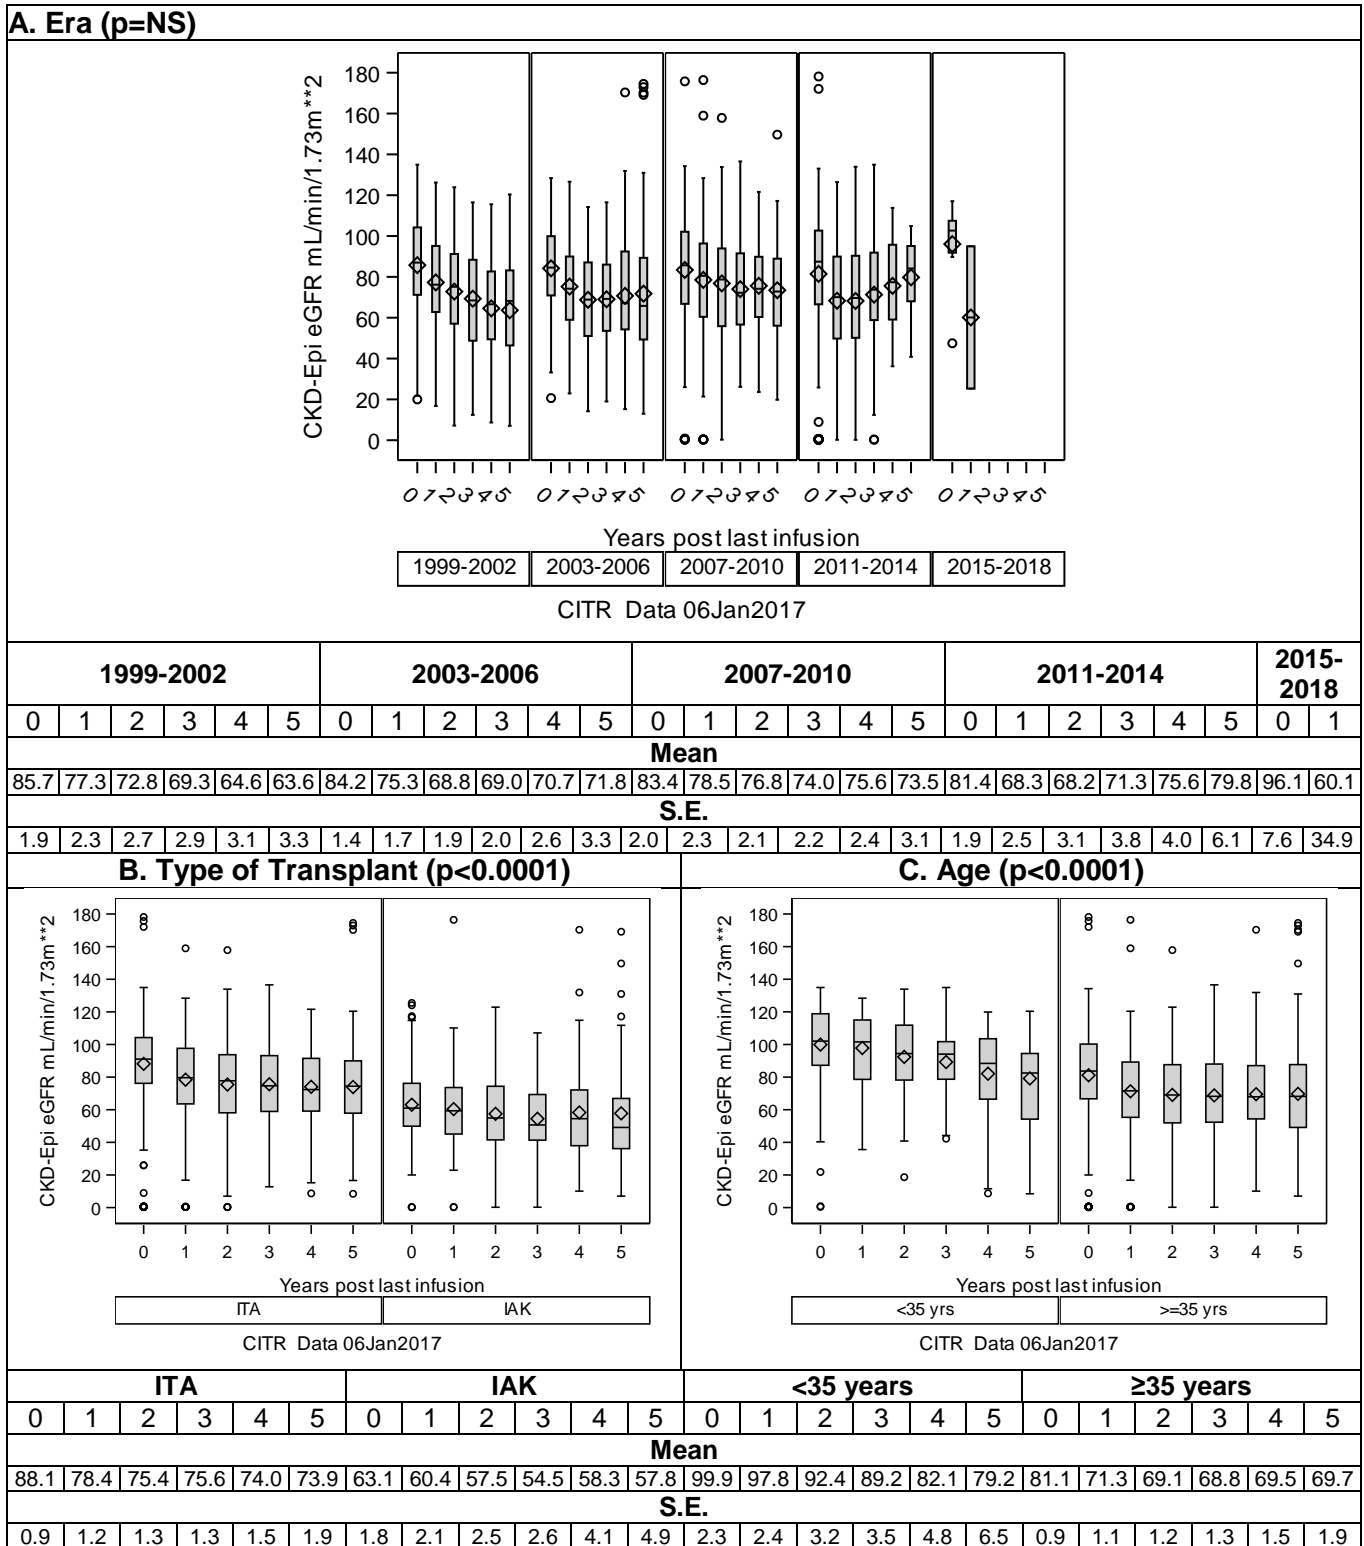 A. Era (p=NS)
CKD-Epi eGFR mL/min/1.73m**2
180
160
140
120
100
80
60
40
20
0
0 1 2 3 4 5 0 1 2 3 4 5 0 1 2 3 4 5 0 1 2 3 4 5 0 1 2 3 4 5
Years post last infusion
1999-2002 2003-2006 2007-2010 2011-2014 2015-2018
CITR Data 06Jan2017
1999-2002 2003-2006 2007-2010 2011-2014 2015-2018
0 1 2 3 4 5 0 1 2 3 4 5 0 1 2 3 4 5 0 1 2 3 4 5 0 1
Mean
85.7 77.3 72.8 69.3 64.6 63.6 84.2 75.3 68.8 69.0 70.7 71.8 83.4 78.5 76.8 74.0 75.6 73.5 81.4 68.3 68.2 71.3 75.6 79.8 96.1 60.1
S.E.
1.9 2.3 2.7 2.9 3.1 3.3 1.4 1.7 1.9 2.0 2.6 3.3 2.0 2.3 2.1 2.2 2.4 3.1 1.9 2.5 3.1 3.8 4.0 6.1 7.6 34.9
B. Type of Transplant (p<0.0001)
CKD-Epi eGFR mL/min/1.73m**2
180
160
140
120
100
80
60
40
20
0
0 1 2 3 4 5 0 1 2 3 4 5
Years post last infusion
ITA IAK
CITR Data 06Jan2017
C. Age (p<0.0001)
CKD-Epi eGFR mL/min/1.73m**2
180
160
140
120
100
80
60
40
20
0
0 1 2 3 4 5 0 1 2 3 4 5
Years post last infusion
<35 yrs >=35 yrs
CITR Data 06Jan2017
ITA IAK <35 years ≥35 years
0 1 2 3 4 5 0 1 2 3 4 5 0 1 2 3 4 5 0 1 2 3 4 5
Mean
88.1 78.4 75.4 75.6 74.0 73.9 63.1 60.4 57.5 54.5 58.3 57.8 99.9 97.8 92.4 89.2 82.1 79.2 81.1 71.3 69.1 68.8 69.5 69.7
S.E.
0.9 1.2 1.3 1.3 1.5 1.9 1.8 2.1 2.5 2.6 4.1 4.9 2.3 2.4 3.2 3.5 4.8 6.5 0.9 1.1 1.2 1.3 1.5 1.9